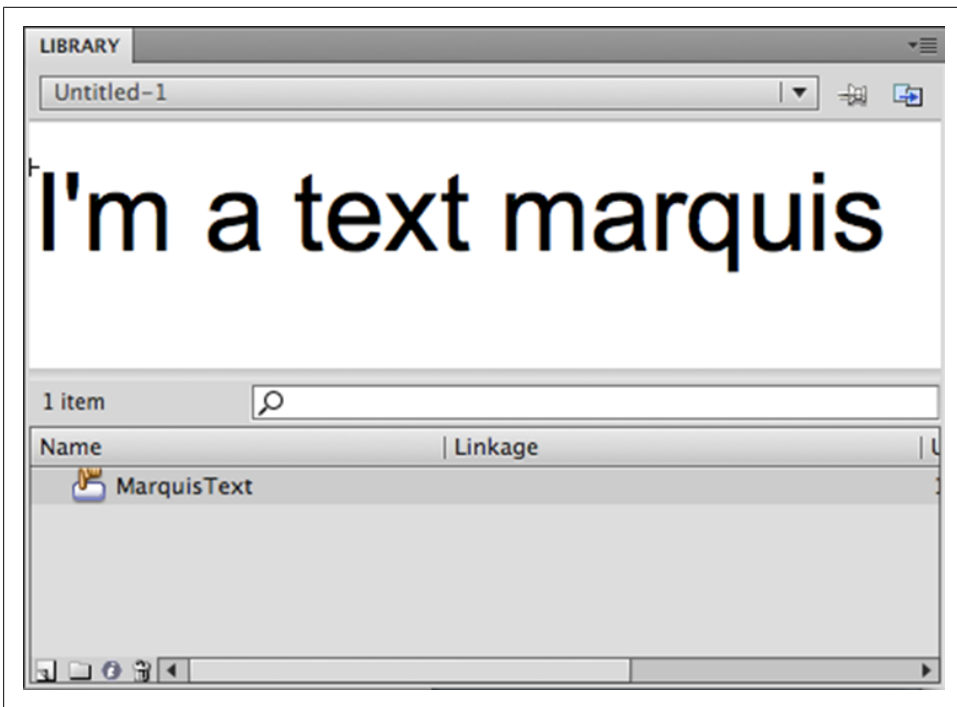 LIBRARY
Untitled-1
I'm a text marquis
1 item
Name Linkage
MarquisText